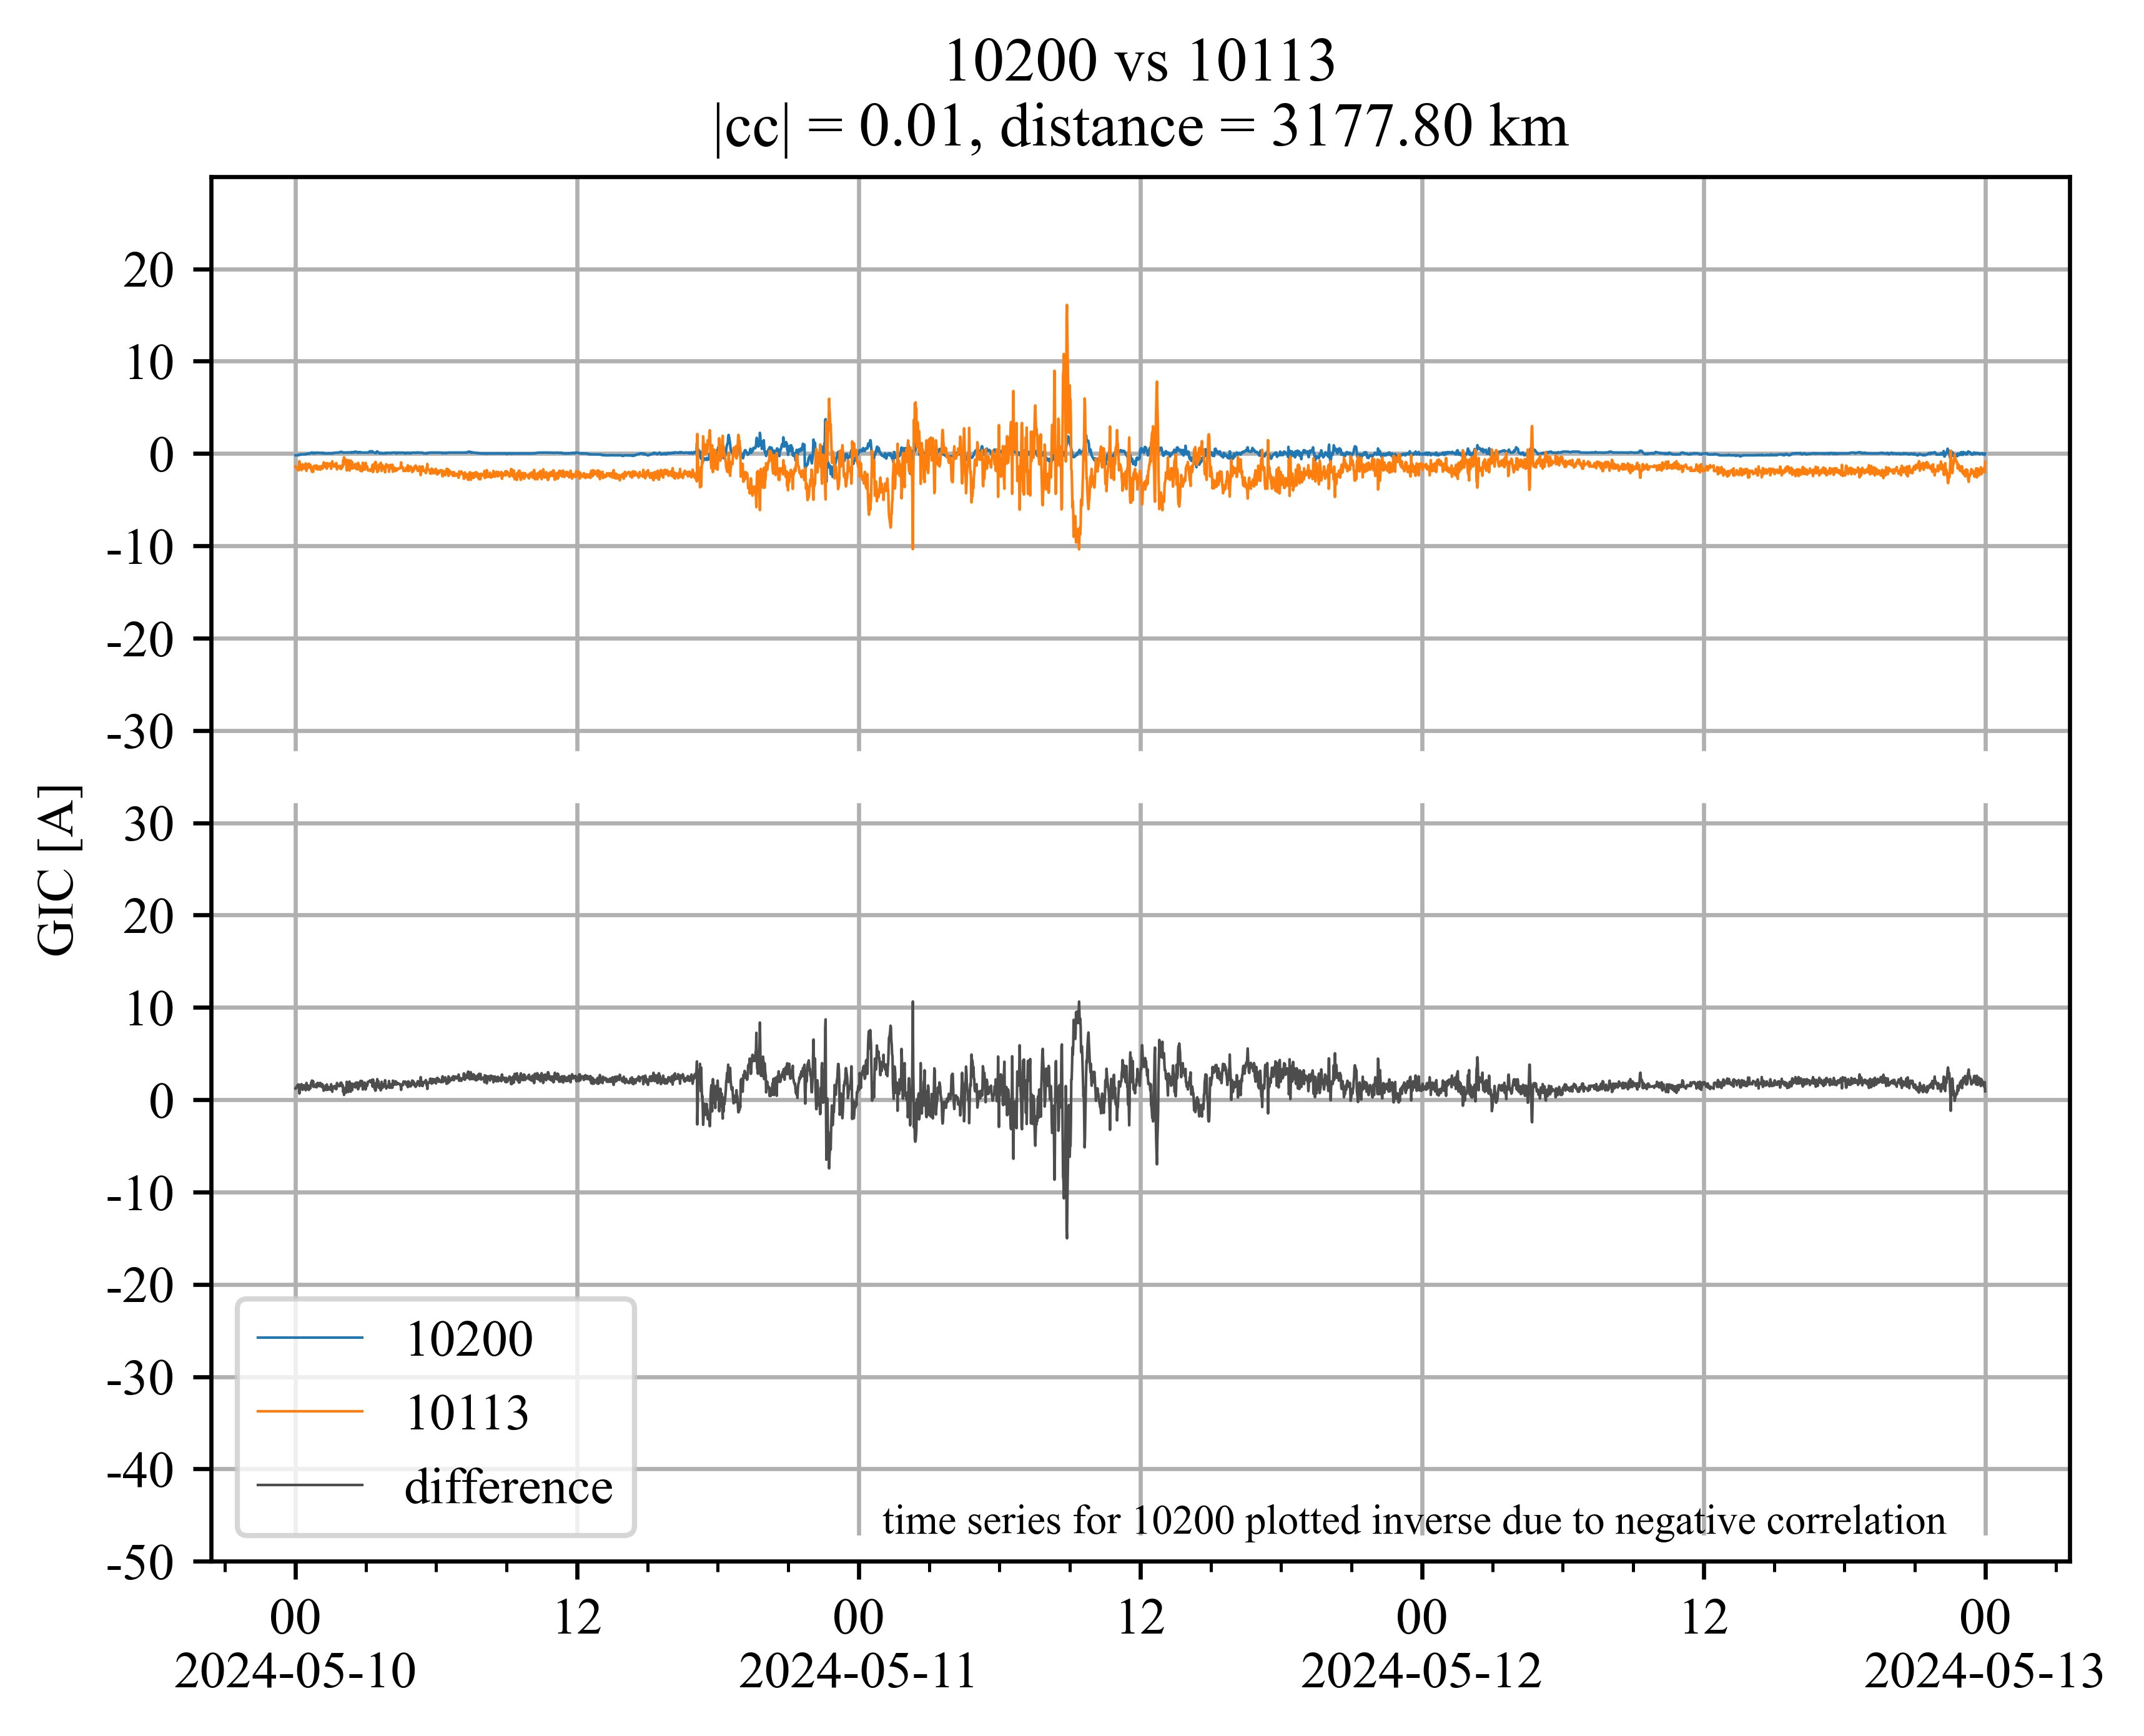 10200 vs 10113
|cc| = 0.01, distance = 3177.80 km
20
10
0
-10
-20
-30
30
20
10
0
-10
-20
-30
-40
-50
GIC [A]
10200
10113
difference
time series for 10200 plotted inverse due to negative correlation
00 12 00 12 00 12 00
2024-05-10 2024-05-11 2024-05-12 2024-05-13